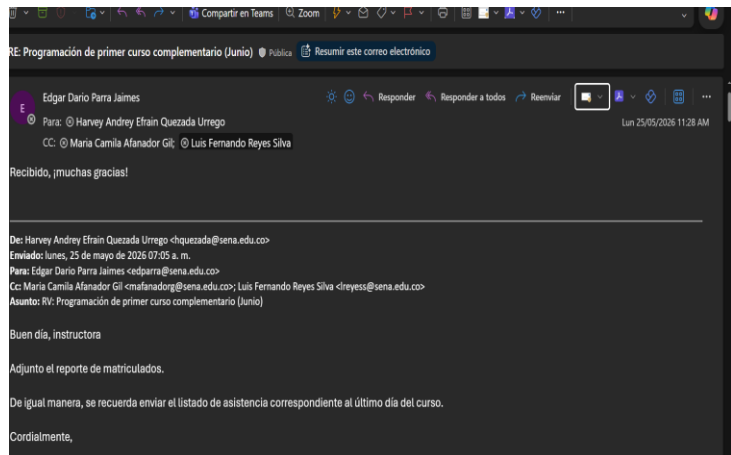 Compartir en Teams Zoom
RE: Programación de primer curso complementario (Junio) Pública Resumir este correo electrónico
Edgar Dario Parra Jaimes Responder Responder a todos Reenviar
E
Para: Harvey Andrey Efrain Quezada Urrego Lun 25/05/2026 11:28 AM
CC: Maria Camila Afanador Gil; Luis Fernando Reyes Silva
Recibido, ¡muchas gracias!
De: Harvey Andrey Efrain Quezada Urrego <hquezada@sena.edu.co>
Enviado: lunes, 25 de mayo de 2026 07:05 a. m.
Para: Edgar Dario Parra Jaimes <edparra@sena.edu.co>
Cc: Maria Camila Afanador Gil <mafanadorg@sena.edu.co>; Luis Fernando Reyes Silva <lreyess@sena.edu.co>
Asunto: RV: Programación de primer curso complementario (Junio)
Buen día, instructora
Adjunto el reporte de matriculados.
De igual manera, se recuerda enviar el listado de asistencia correspondiente al último día del curso.
Cordialmente,